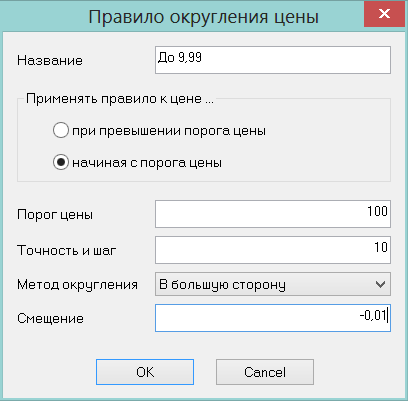 Правило округления цены
Название До 9,99
Применять правило к цене ...
при превышении порога цены
начиная с порога цены
Порог цены 100
Точность и шаг 10
Метод округления В большую сторону
Смещение -0,01
OK Cancel